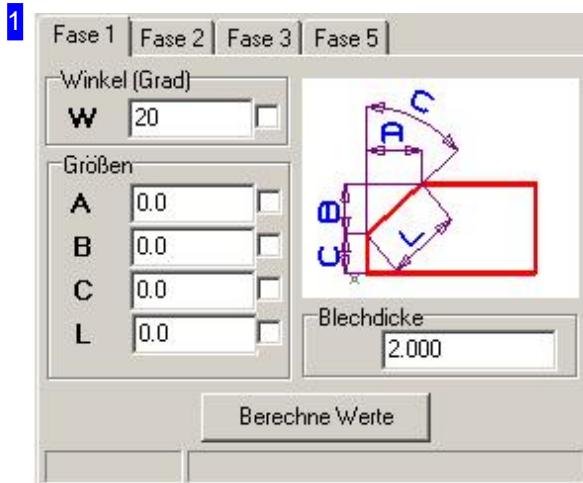 1
Fase 1 Fase 2 Fase 3 Fase 5
Winkel (Grad)
W 20
Größen
A 0.0
B 0.0
C 0.0
L 0.0
C
A
B
C
L
Blechdicke
2.000
Berechne Werte